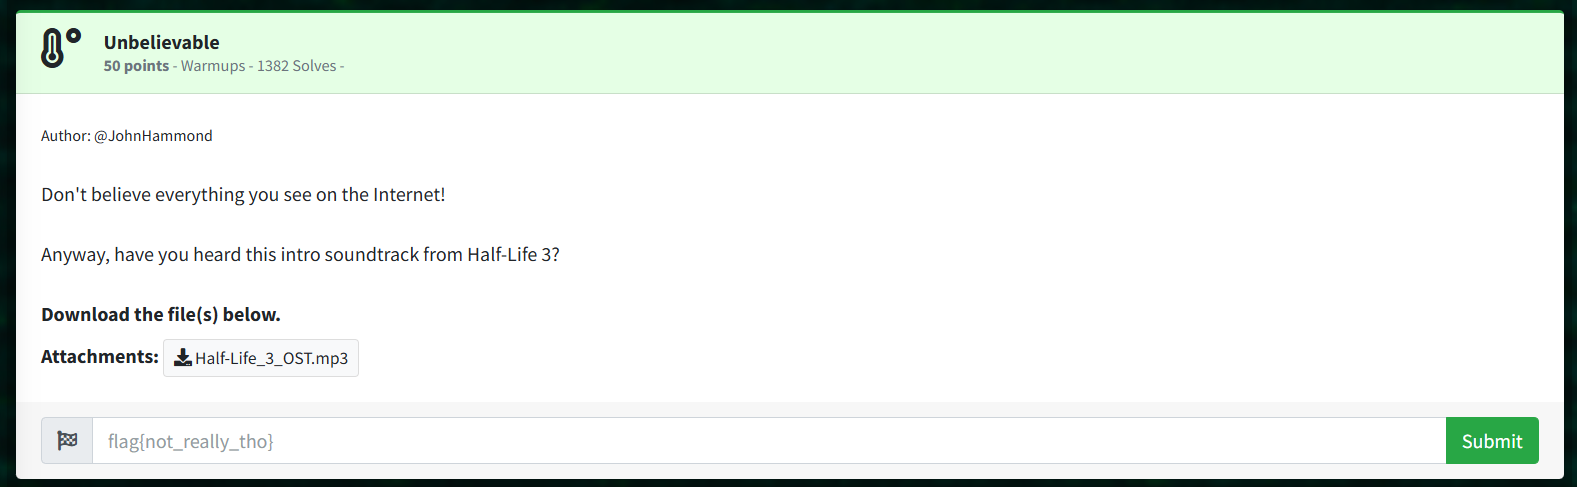 Unbelievable
50 points - Warmups - 1382 Solves -
Author: @JohnHammond
Don't believe everything you see on the Internet!
Anyway, have you heard this intro soundtrack from Half-Life 3?
Download the file(s) below.
Attachments: Half-Life_3_OST.mp3
flag{not_really_tho} Submit